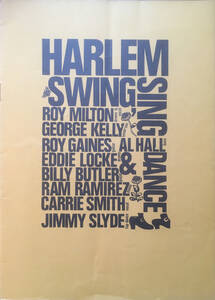 HARLEM
SWING
SING
&
DANCE
ROY MILTON
GEORGE KELLY
ROY GAINES
AL HALL
EDDIE LOCKE
BILLY BUTLER
RAM RAMIREZ
CARRIE SMITH
JIMMY SLYDE